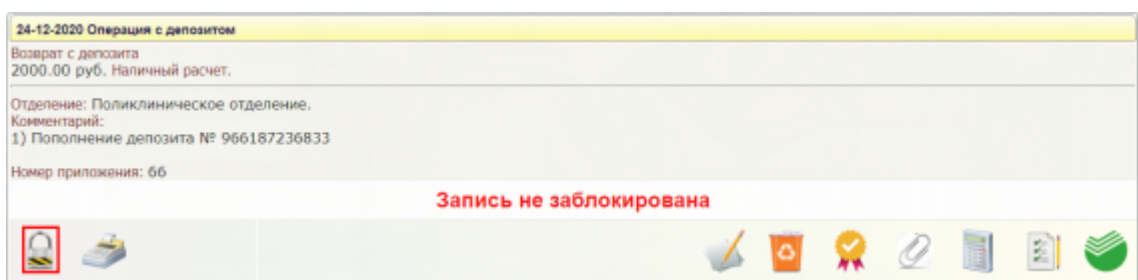 24-12-2020 Операция с депозитом
Возврат с депозита
2000.00 руб. Наличный расчет.
Отделение: Поликлиническое отделение.
Комментарий:
1) Пополнение депозита № 966187236833
Номер приложения: 66
Запись не заблокирована